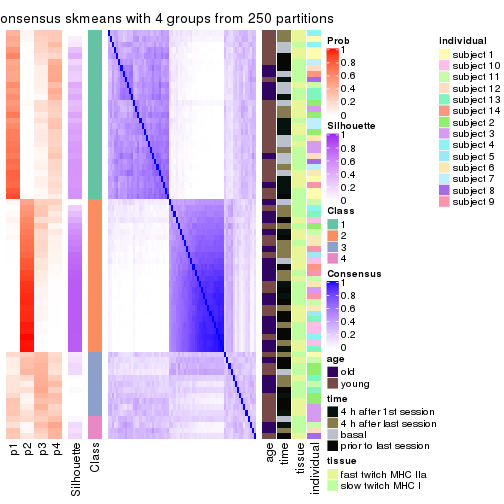 onsensus skmeans with 4 groups from 250 partitions
Prob
1
0.8
0.6
0.4
0.2
0
Silhouette
1
0.8
0.6
0.4
0.2
0
Class
1
2
3
4
Consensus
1
0.8
0.6
0.4
0.2
0
age
old
young
time
4 h after 1st session
4 h after last session
basal
prior to last session
tissue
fast twitch MHC IIa
slow twitch MHC I
individual
subject 1
subject 10
subject 11
subject 12
subject 13
subject 14
subject 2
subject 3
subject 4
subject 5
subject 6
subject 7
subject 8
subject 9
p1
p2
p3
p4
Silhouette
Class
age
time
tissue
individual